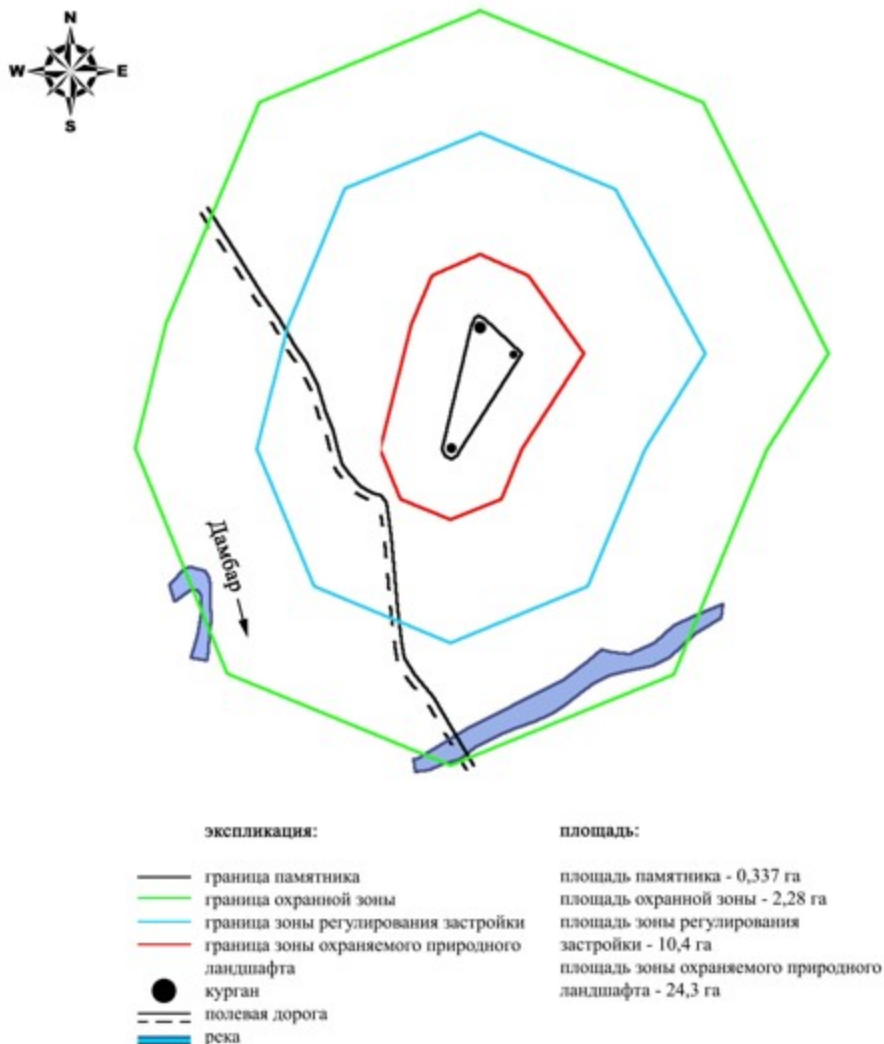 N
W E
S
Дамбар
экспликация:
граница памятника
граница охранной зоны
граница зоны регулирования застройки
граница зоны охраняемого природного
ландшафта
курган
полевая дорога
река
площадь:
площадь памятника - 0,337 га
площадь охранной зоны - 2,28 га
площадь зоны регулирования
застройки - 10,4 га
площадь зоны охраняемого природного
ландшафта - 24,3 га